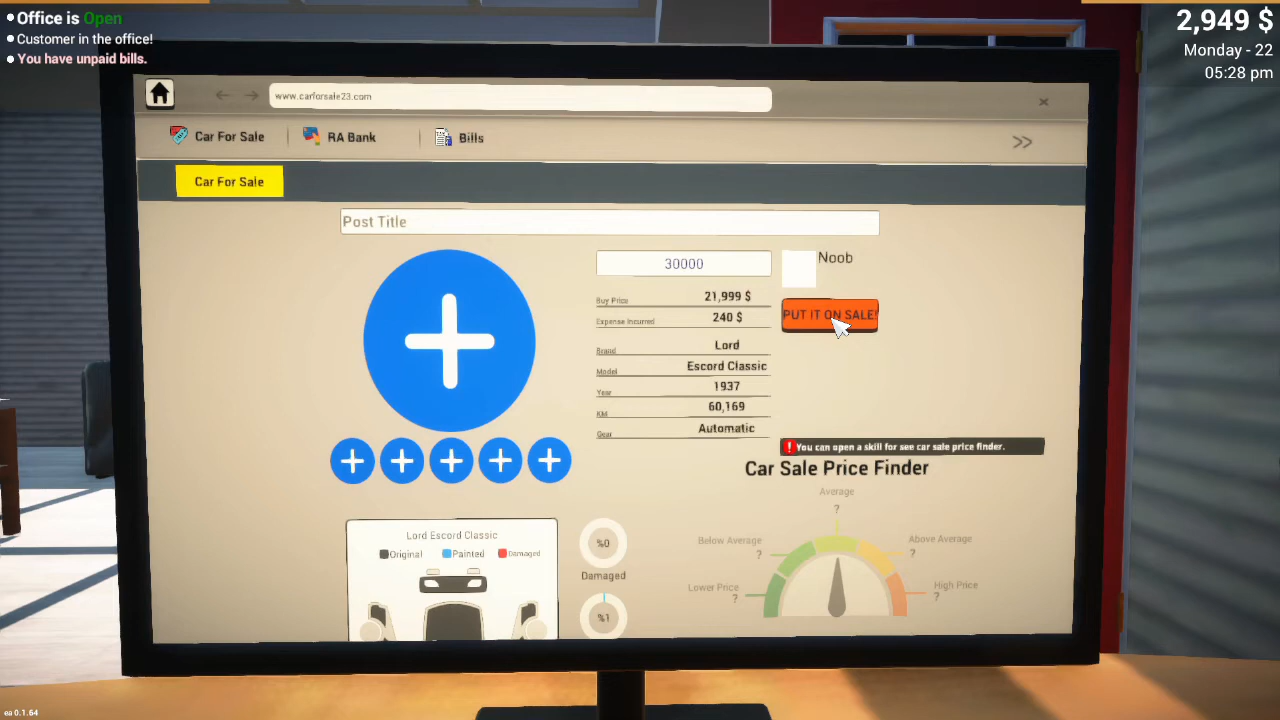 Office is Open
Customer in the office!
You have unpaid bills.
2,949 $
Monday - 22
05:28 pm
www.carforsale23.com
Car For Sale
RA Bank
Bills
Car For Sale
Post Title
30000
Noob
Buy Price 21,999 $
PUT IT ON SALE!
Expense Incurred 240 $
Brand Lord
Model Escord Classic
Year 1937
KM 60,169
Gear Automatic
You can open a skill for see car sale price finder.
Car Sale Price Finder
Average
?
Below Average
?
Above Average
?
Lower Price
?
High Price
?
Lord Escord Classic
Original
Painted
Damaged
%0
Damaged
%1
ea 0.1.64